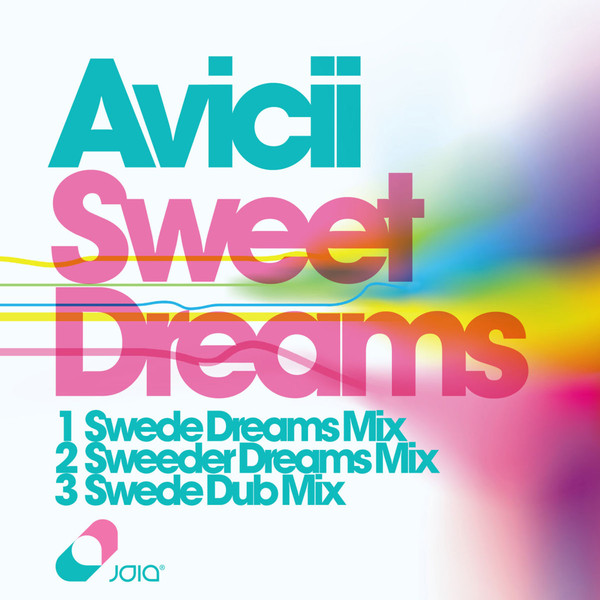 Avicii
Sweet
Dreams
1 Swede Dreams Mix
2 Sweeder Dreams Mix
3 Swede Dub Mix
JOIA®